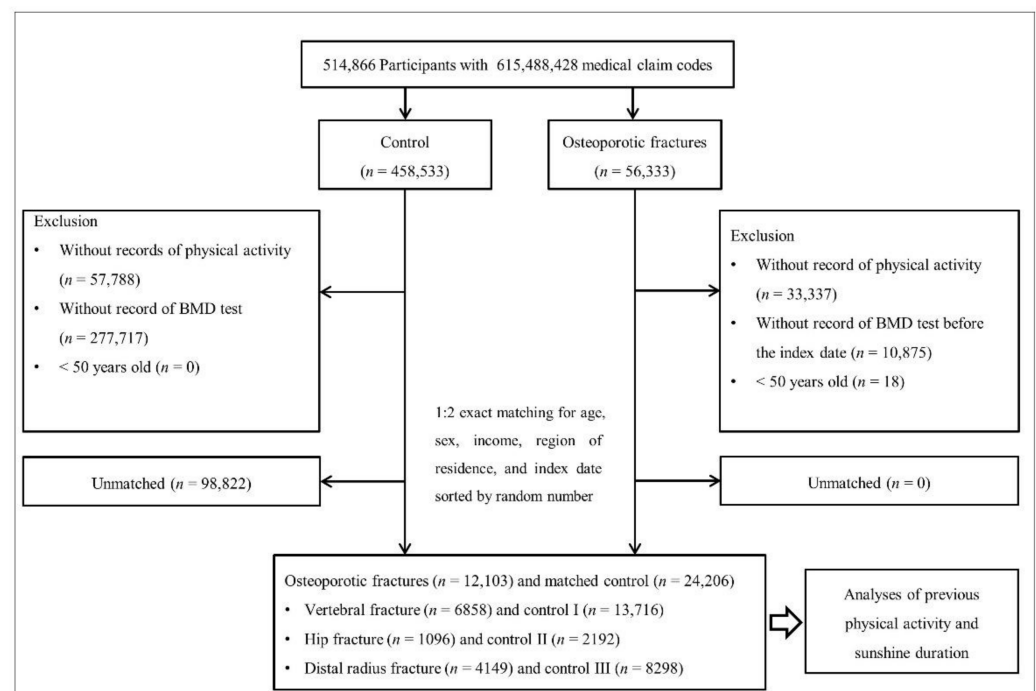 514,866 Participants with 615,488,428 medical claim codes
Control
(n = 458,533)
Osteoporotic fractures
(n = 56,333)
Exclusion
• Without records of physical activity
(n = 57,788)
• Without record of BMD test
(n = 277,717)
• < 50 years old (n = 0)
Exclusion
• Without record of physical activity
(n = 33,337)
• Without record of BMD test before
the index date (n = 10,875)
• < 50 years old (n = 18)
1:2 exact matching for age,
sex, income, region of
residence, and index date
sorted by random number
Unmatched (n = 98,822)
Unmatched (n = 0)
Osteoporotic fractures (n = 12,103) and matched control (n = 24,206)
• Vertebral fracture (n = 6858) and control I (n = 13,716)
• Hip fracture (n = 1096) and control II (n = 2192)
• Distal radius fracture (n = 4149) and control III (n = 8298)
Analyses of previous
physical activity and
sunshine duration